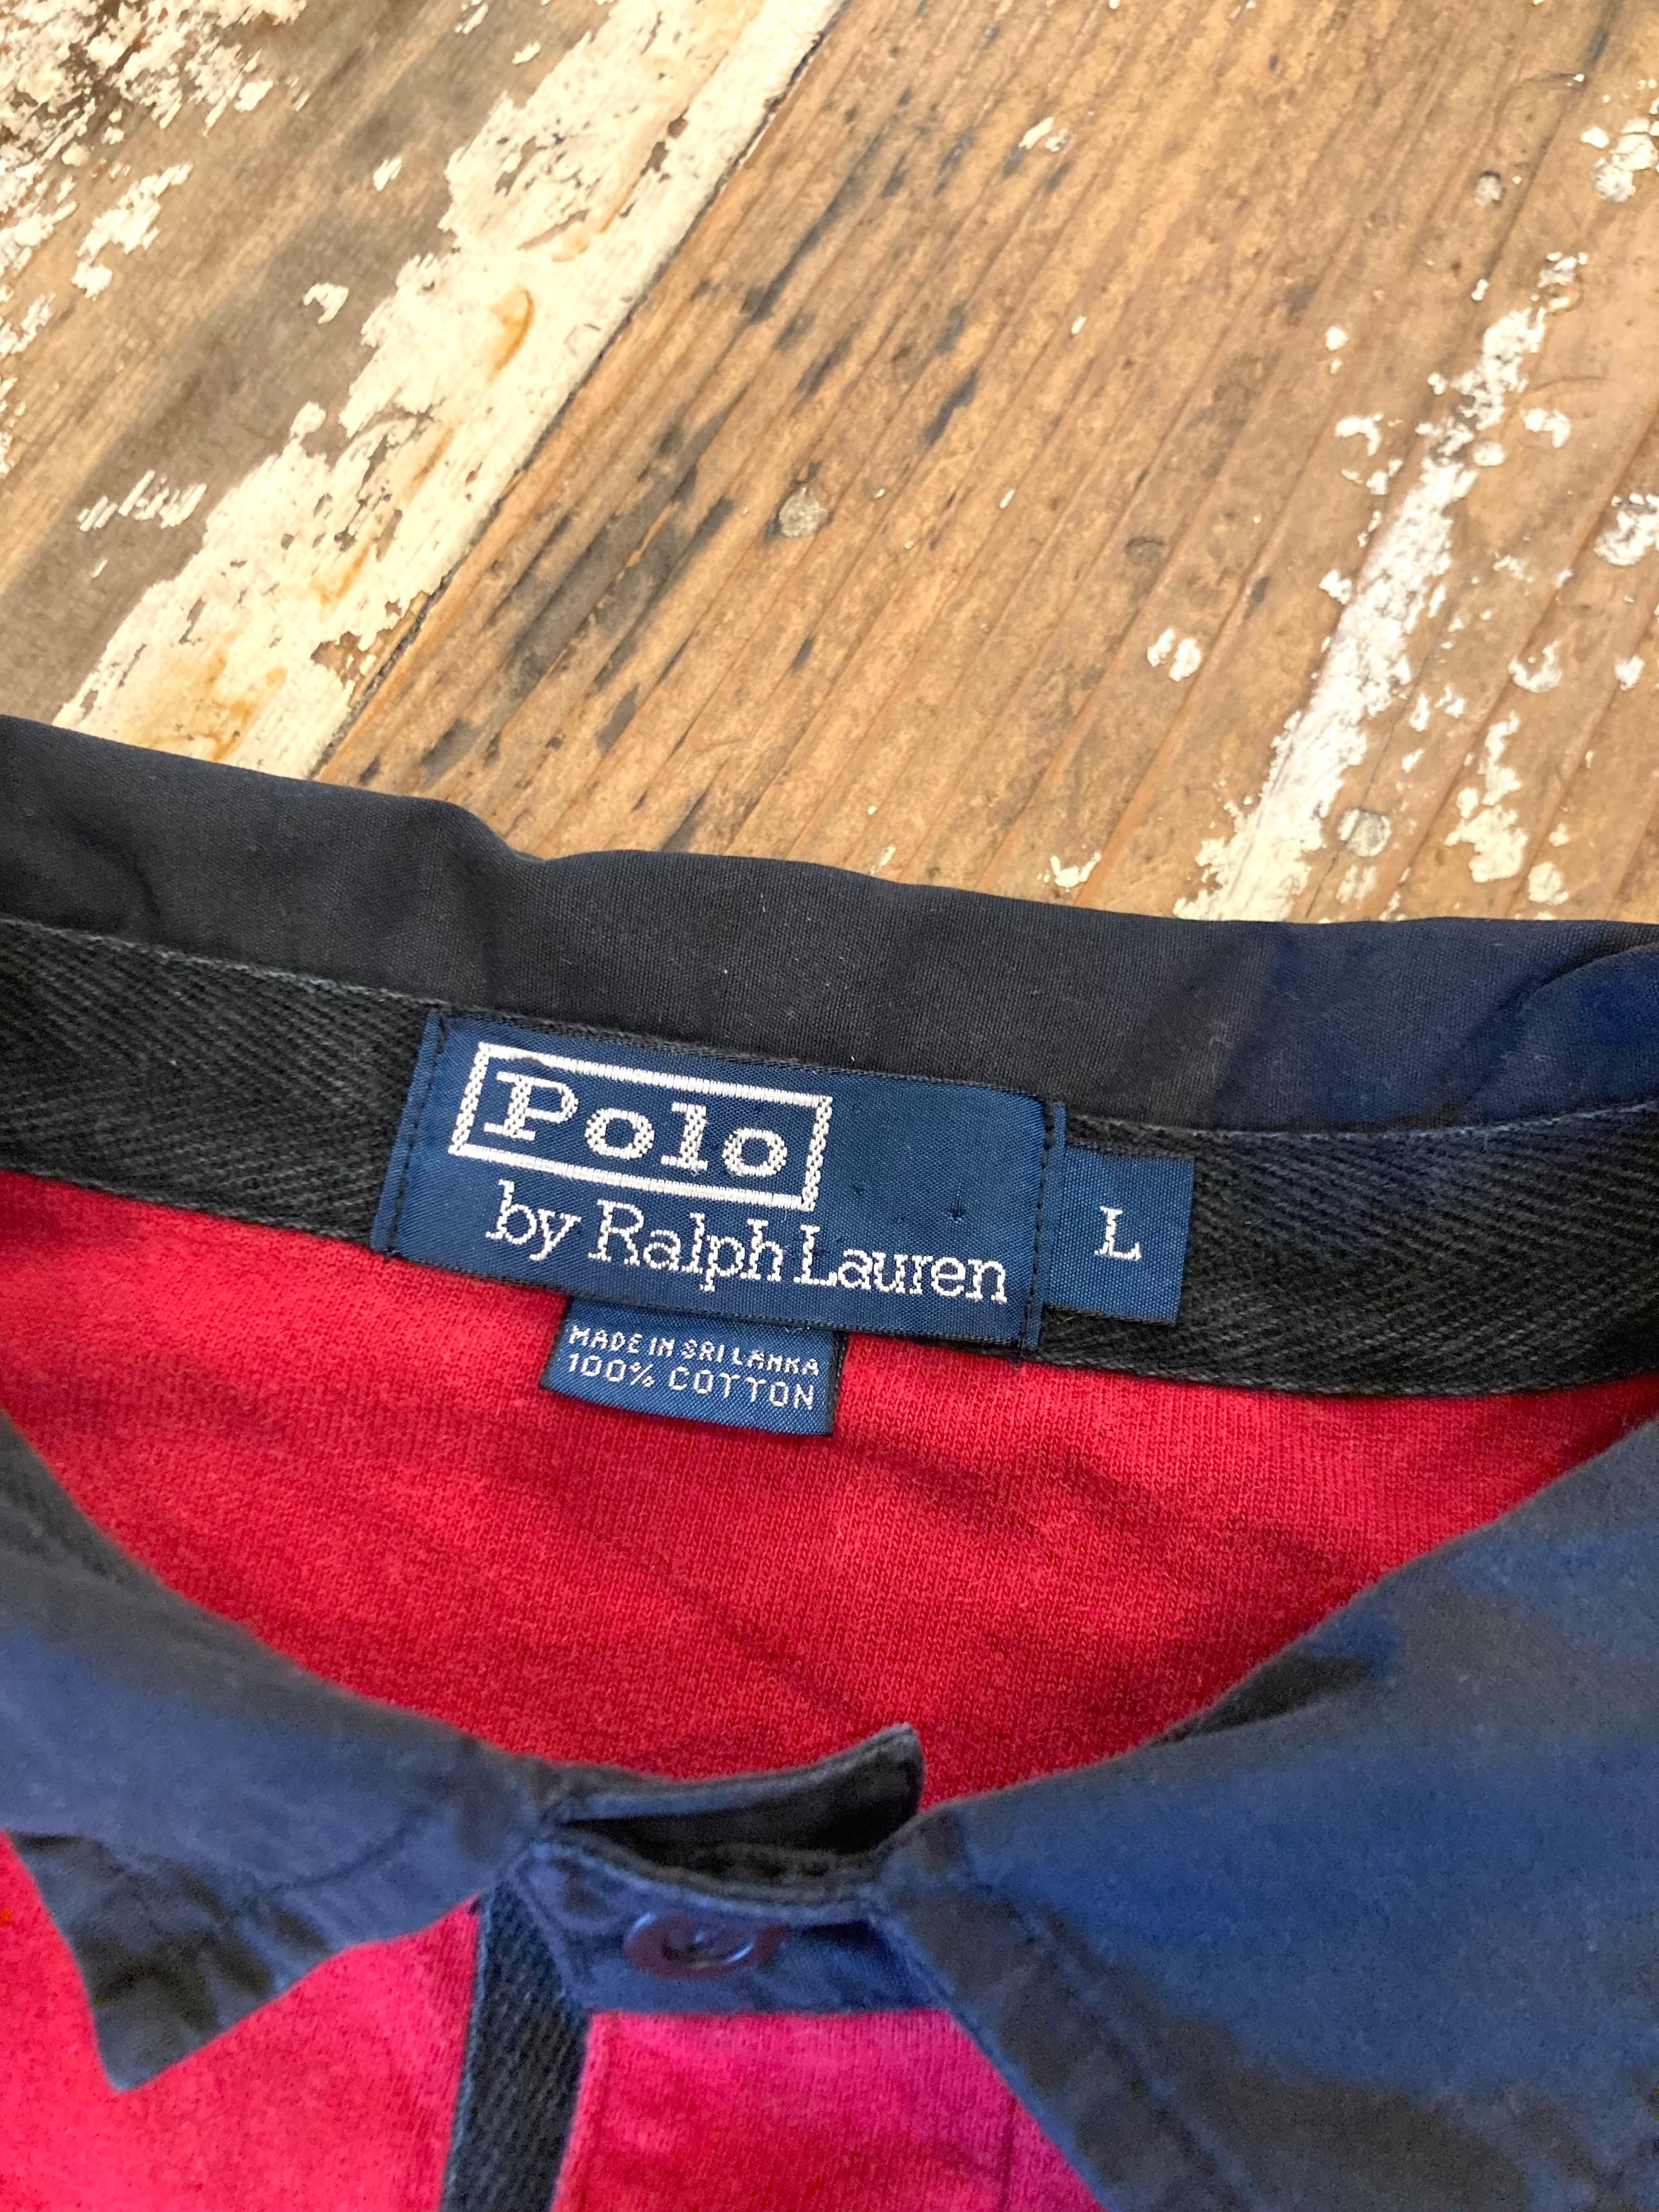 Polo
by Ralph Lauren
L
MADE IN SRI LANKA
100% COTTON